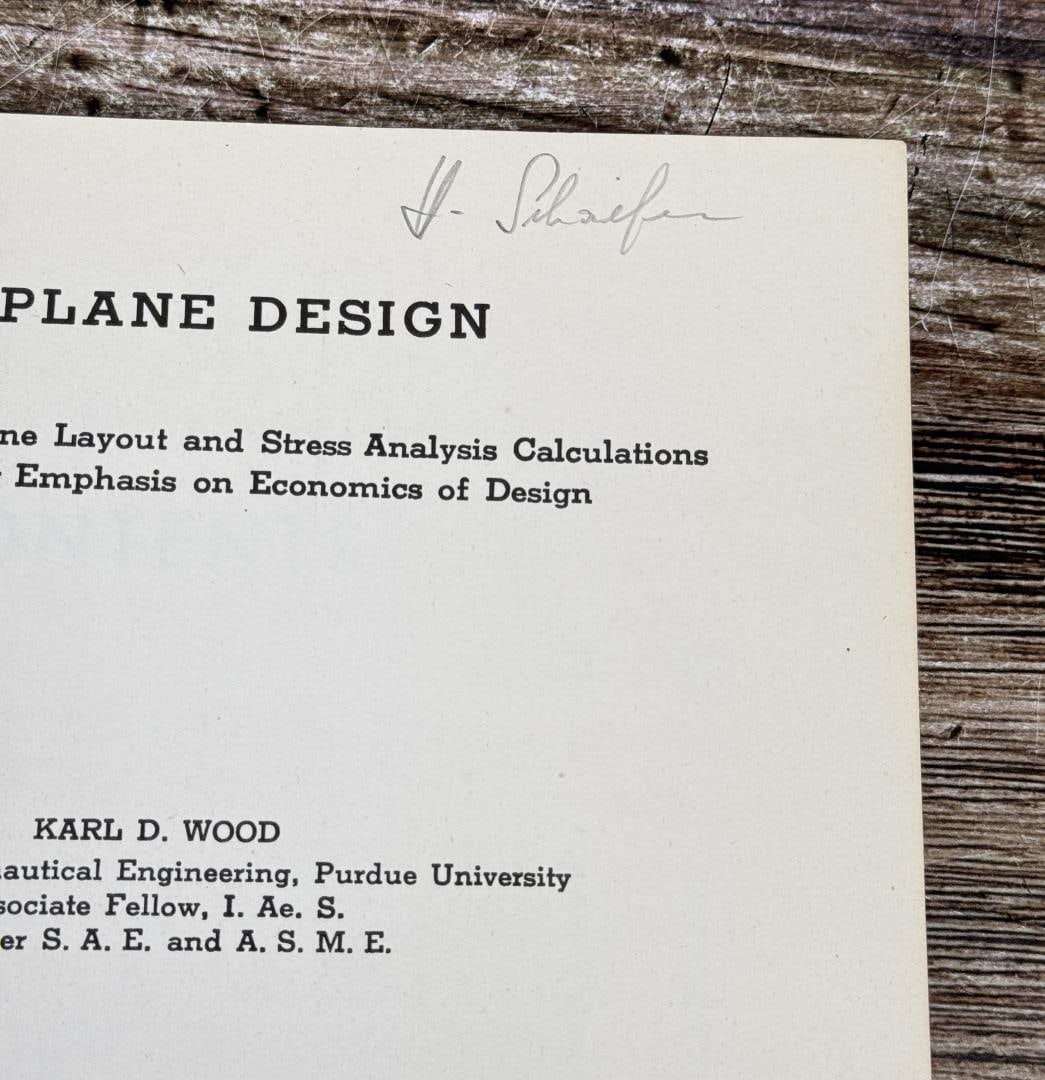 H. Schaefer
PLANE DESIGN
ne Layout and Stress Analysis Calculations
Emphasis on Economics of Design
KARL D. WOOD
autical Engineering, Purdue University
sociate Fellow, I. Ae. S.
er S. A. E. and A. S. M. E.